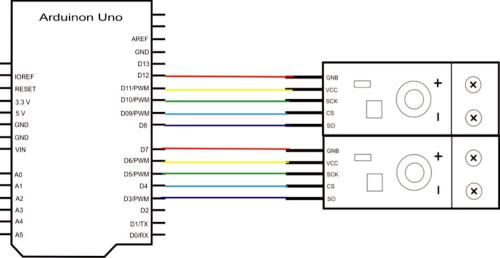 Arduinon Uno
AREF
GND
D13
IOREF
RESET
3.3 V
5 V
GND
GND
VIN
A0
A1
A2
A3
A4
A5
D12
D11/PWM
D10/PWM
D09/PWM
D8
D7
D6/PWM
D5/PWM
D4
D3/PWM
D2
D1/TX
D0/RX
GNB
VCC
SCK
CS
SO
+
–
GNB
VCC
SCK
CS
SO
+
–